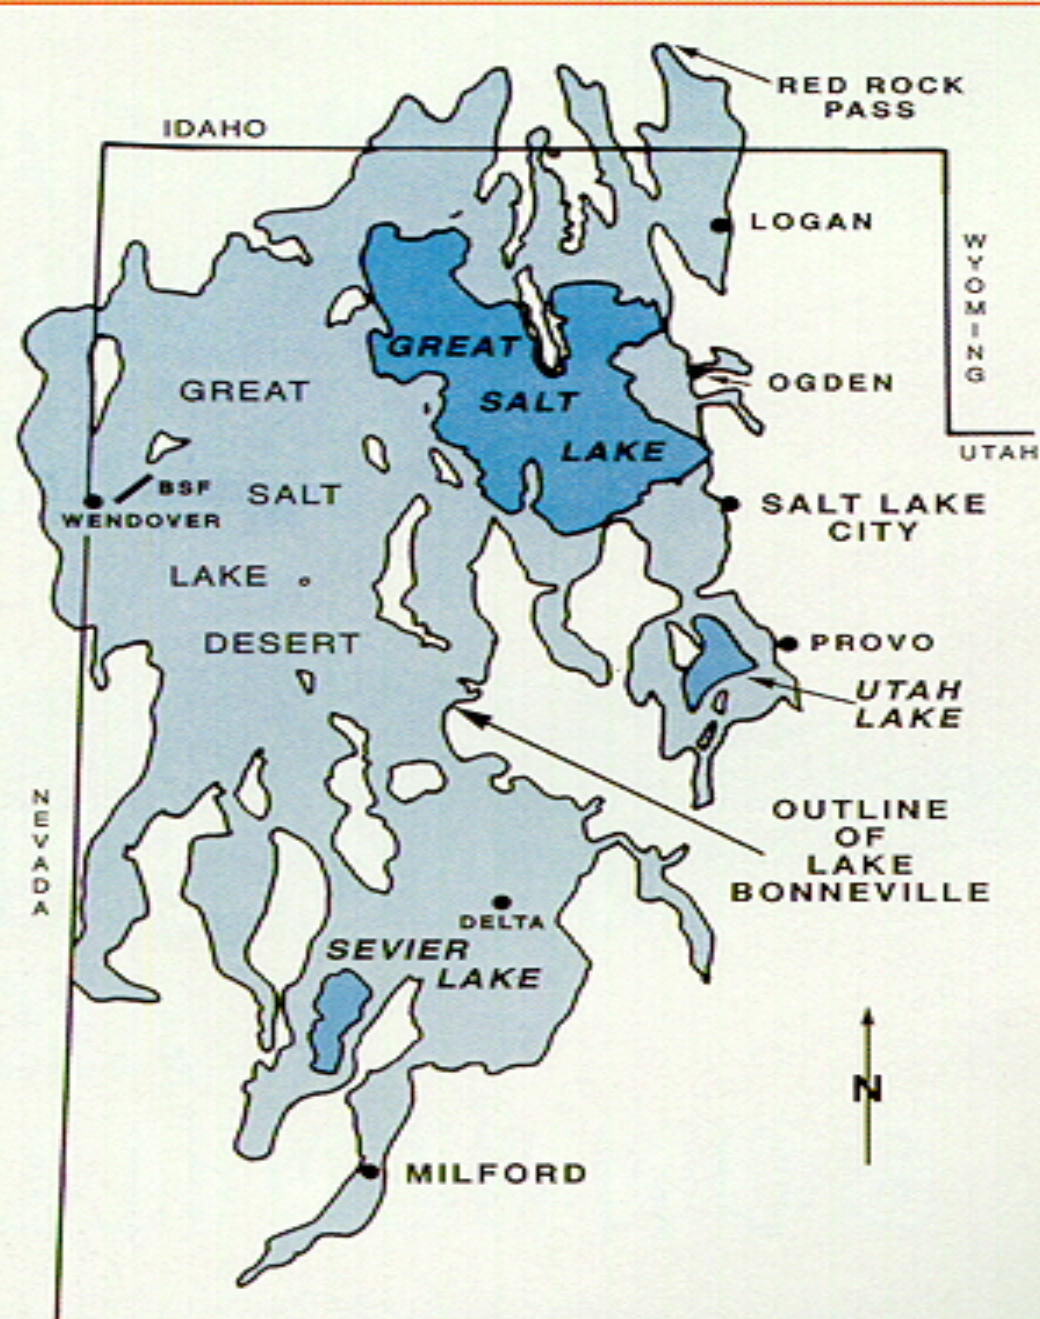 RED ROCK
PASS
IDAHO
LOGAN
WYOMING
GREAT
SALT
LAKE
OGDEN
UTAH
GREAT
SALT
LAKE
DESERT
BSF
WENDOVER
SALT LAKE
CITY
PROVO
UTAH
LAKE
NEVADA
OUTLINE
OF
LAKE
BONNEVILLE
DELTA
SEVIER
LAKE
N
MILFORD